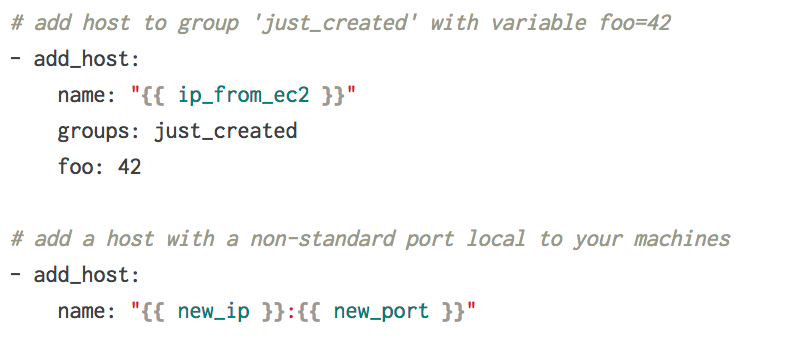 # add host to group 'just_created' with variable foo=42
- add_host:
    name: "{{ ip_from_ec2 }}"
    groups: just_created
    foo: 42

# add a host with a non-standard port local to your machines
- add_host:
    name: "{{ new_ip }}:{{ new_port }}"